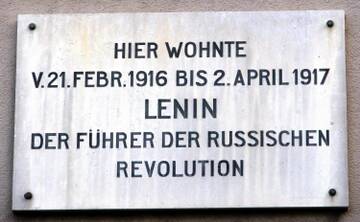 HIER WOHNTE
V. 21. FEBR. 1916 BIS 2. APRIL 1917
LENIN
DER FÜHRER DER RUSSISCHEN
REVOLUTION